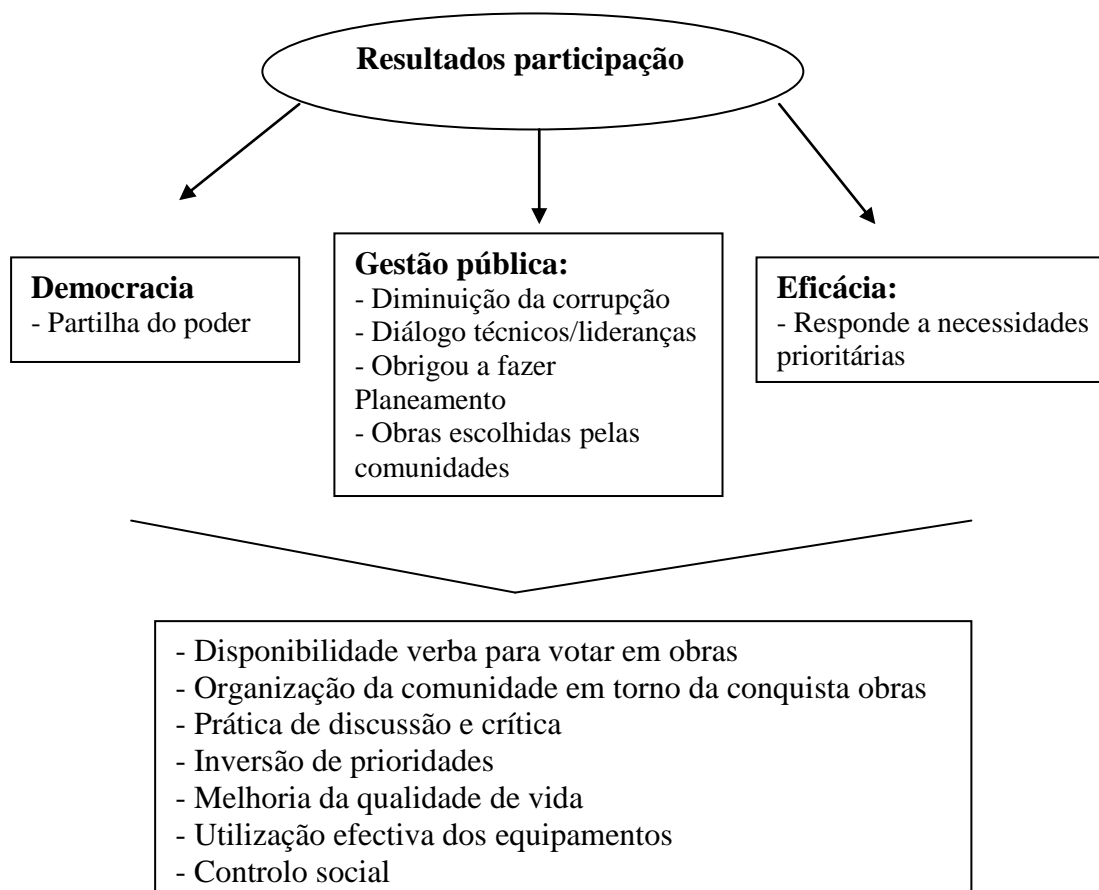 Resultados participação
Democracia
- Partilha do poder
Gestão pública:
- Diminuição da corrupção
- Diálogo técnicos/lideranças
- Obrigou a fazer
Planeamento
- Obras escolhidas pelas
comunidades
Eficácia:
- Responde a necessidades
prioritárias
- Disponibilidade verba para votar em obras
- Organização da comunidade em torno da conquista obras
- Prática de discussão e crítica
- Inversão de prioridades
- Melhoria da qualidade de vida
- Utilização efectiva dos equipamentos
- Controlo social